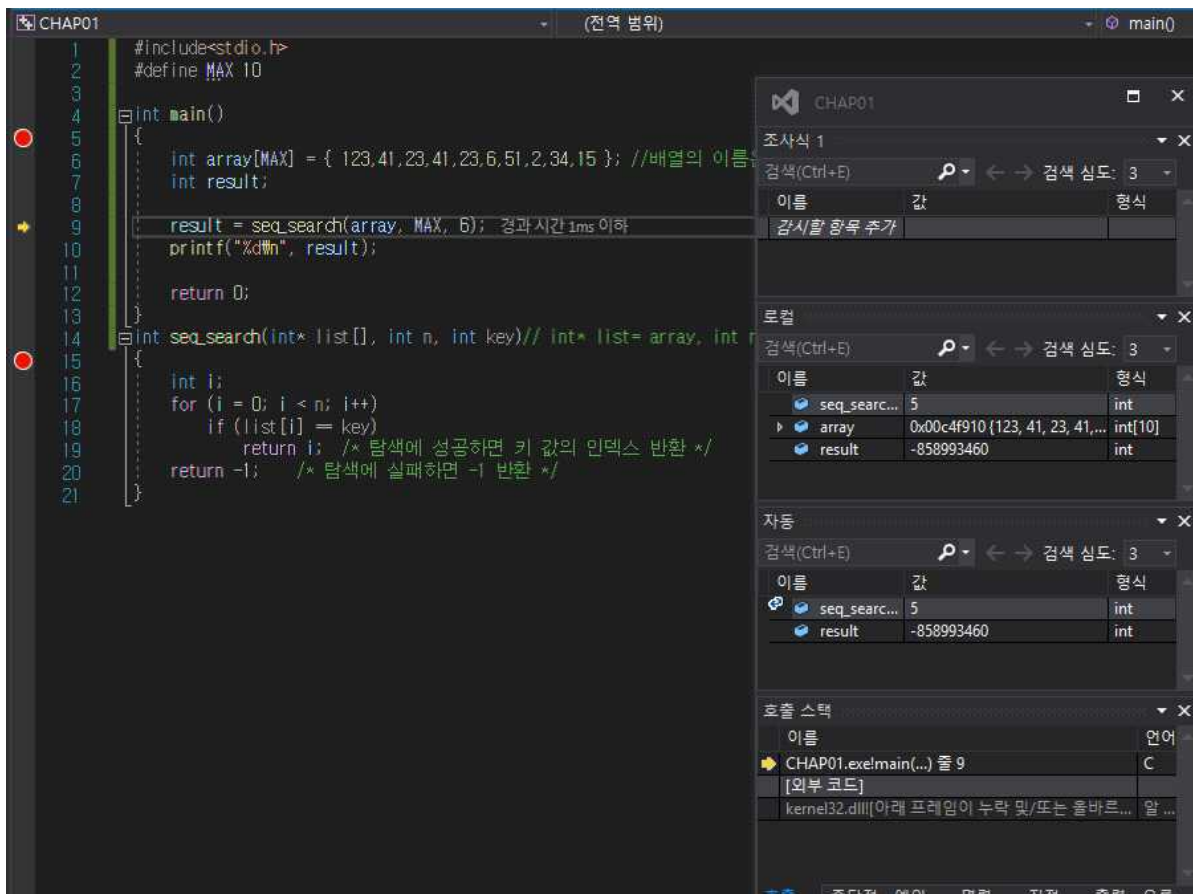 CHAP01 (전역 범위) main()
1 #include<stdio.h>
2 #define MAX 10
3
4 int main()
5 {
6 int array[MAX] = { 123,41,23,41,23,6,51,2,34,15 }; //배열의 이름은
7 int result;
8
9 result = seq_search(array, MAX, 6); 경과 시간 1ms 이하
10 printf("%d₩n", result);
11
12 return 0;
13 }
14 int seq_search(int* list[], int n, int key)// int* list= array, int n
15 {
16 int i;
17 for (i = 0; i < n; i++)
18 if (list[i] == key)
19 return i; /* 탐색에 성공하면 키 값의 인덱스 반환 */
20 return -1; /* 탐색에 실패하면 -1 반환 */
21 }
CHAP01
조사식 1
검색(Ctrl+E) 검색 심도: 3
이름 값 형식
감시할 항목 추가
로컬
검색(Ctrl+E) 검색 심도: 3
이름 값 형식
seq_searc... 5 int
array 0x00c4f910 {123, 41, 23, 41,... int[10]
result -858993460 int
자동
검색(Ctrl+E) 검색 심도: 3
이름 값 형식
seq_searc... 5 int
result -858993460 int
호출 스택
이름 언어
CHAP01.exe!main(...) 줄 9 C
[외부 코드]
kernel32.dll![아래 프레임이 누락 및/또는 올바르... 알 ...